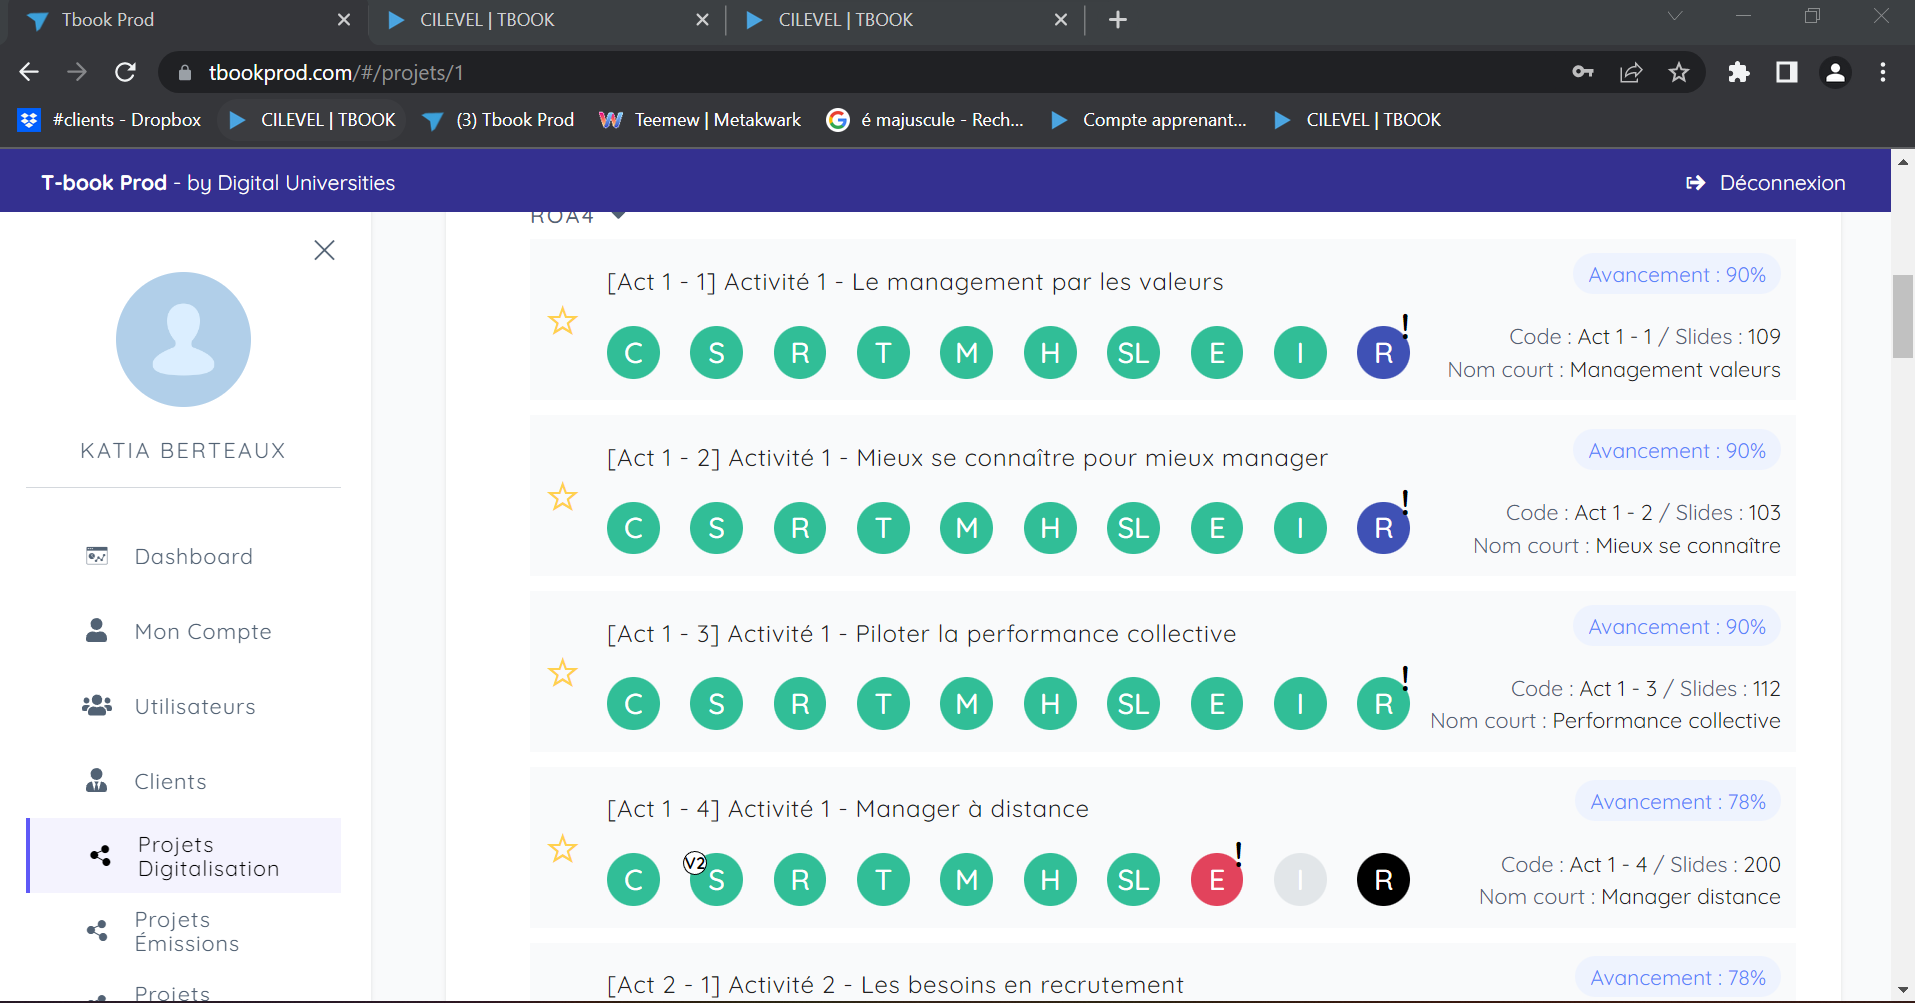 Tbook Prod
CILEVEL | TBOOK
CILEVEL | TBOOK
tbookprod.com/#/projets/1
#clients - Dropbox
CILEVEL | TBOOK
(3) Tbook Prod
Teemew | Metakwark
é majuscule - Rech...
Compte apprenant...
CILEVEL | TBOOK
T-book Prod - by Digital Universities
Déconnexion
KATIA BERTEAUX
Dashboard
Mon Compte
Utilisateurs
Clients
Projets
Digitalisation
Projets
Émissions
Projets
ROA4
[Act 1 - 1] Activité 1 - Le management par les valeurs
Avancement : 90%
C S R T M H SL E I R !
Code : Act 1 - 1 / Slides : 109
Nom court : Management valeurs
[Act 1 - 2] Activité 1 - Mieux se connaître pour mieux manager
Avancement : 90%
C S R T M H SL E I R !
Code : Act 1 - 2 / Slides : 103
Nom court : Mieux se connaître
[Act 1 - 3] Activité 1 - Piloter la performance collective
Avancement : 90%
C S R T M H SL E I R !
Code : Act 1 - 3 / Slides : 112
Nom court : Performance collective
[Act 1 - 4] Activité 1 - Manager à distance
Avancement : 78%
C V2 S R T M H SL E ! I R
Code : Act 1 - 4 / Slides : 200
Nom court : Manager distance
[Act 2 - 1] Activité 2 - Les besoins en recrutement
Avancement : 78%